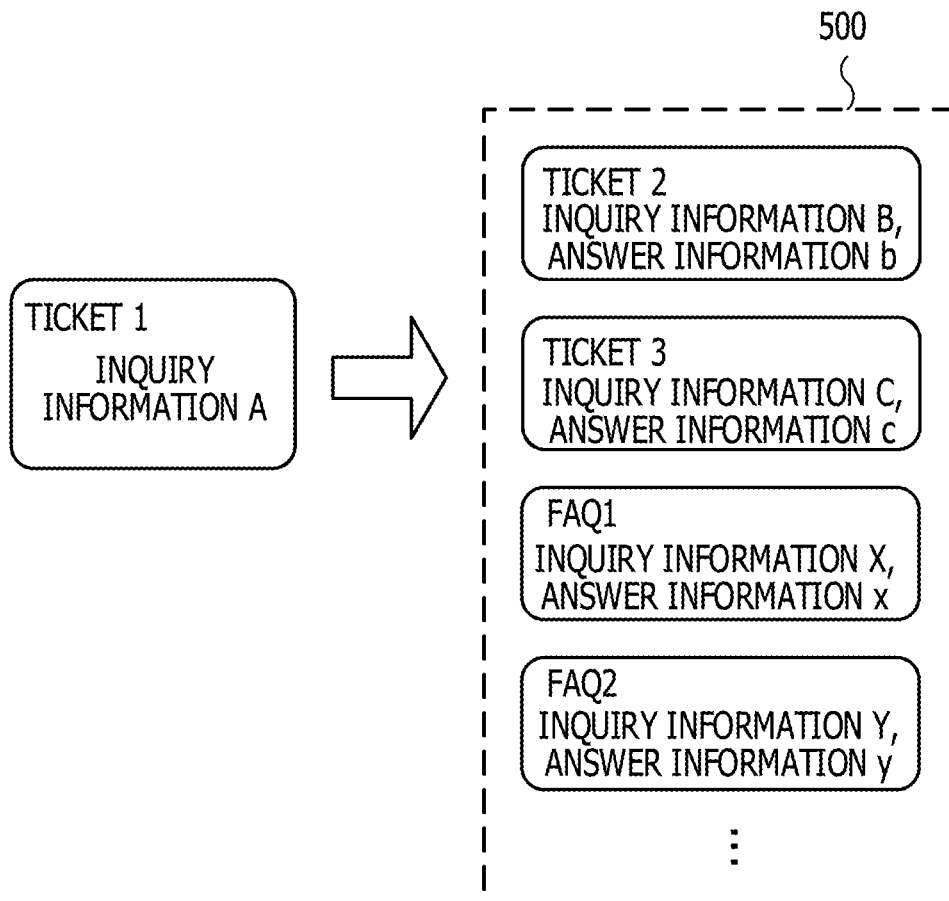 500
TICKET 1
INQUIRY
INFORMATION A
TICKET 2
INQUIRY INFORMATION B,
ANSWER INFORMATION b
TICKET 3
INQUIRY INFORMATION C,
ANSWER INFORMATION c
FAQ1
INQUIRY INFORMATION X,
ANSWER INFORMATION x
FAQ2
INQUIRY INFORMATION Y,
ANSWER INFORMATION y
⋮